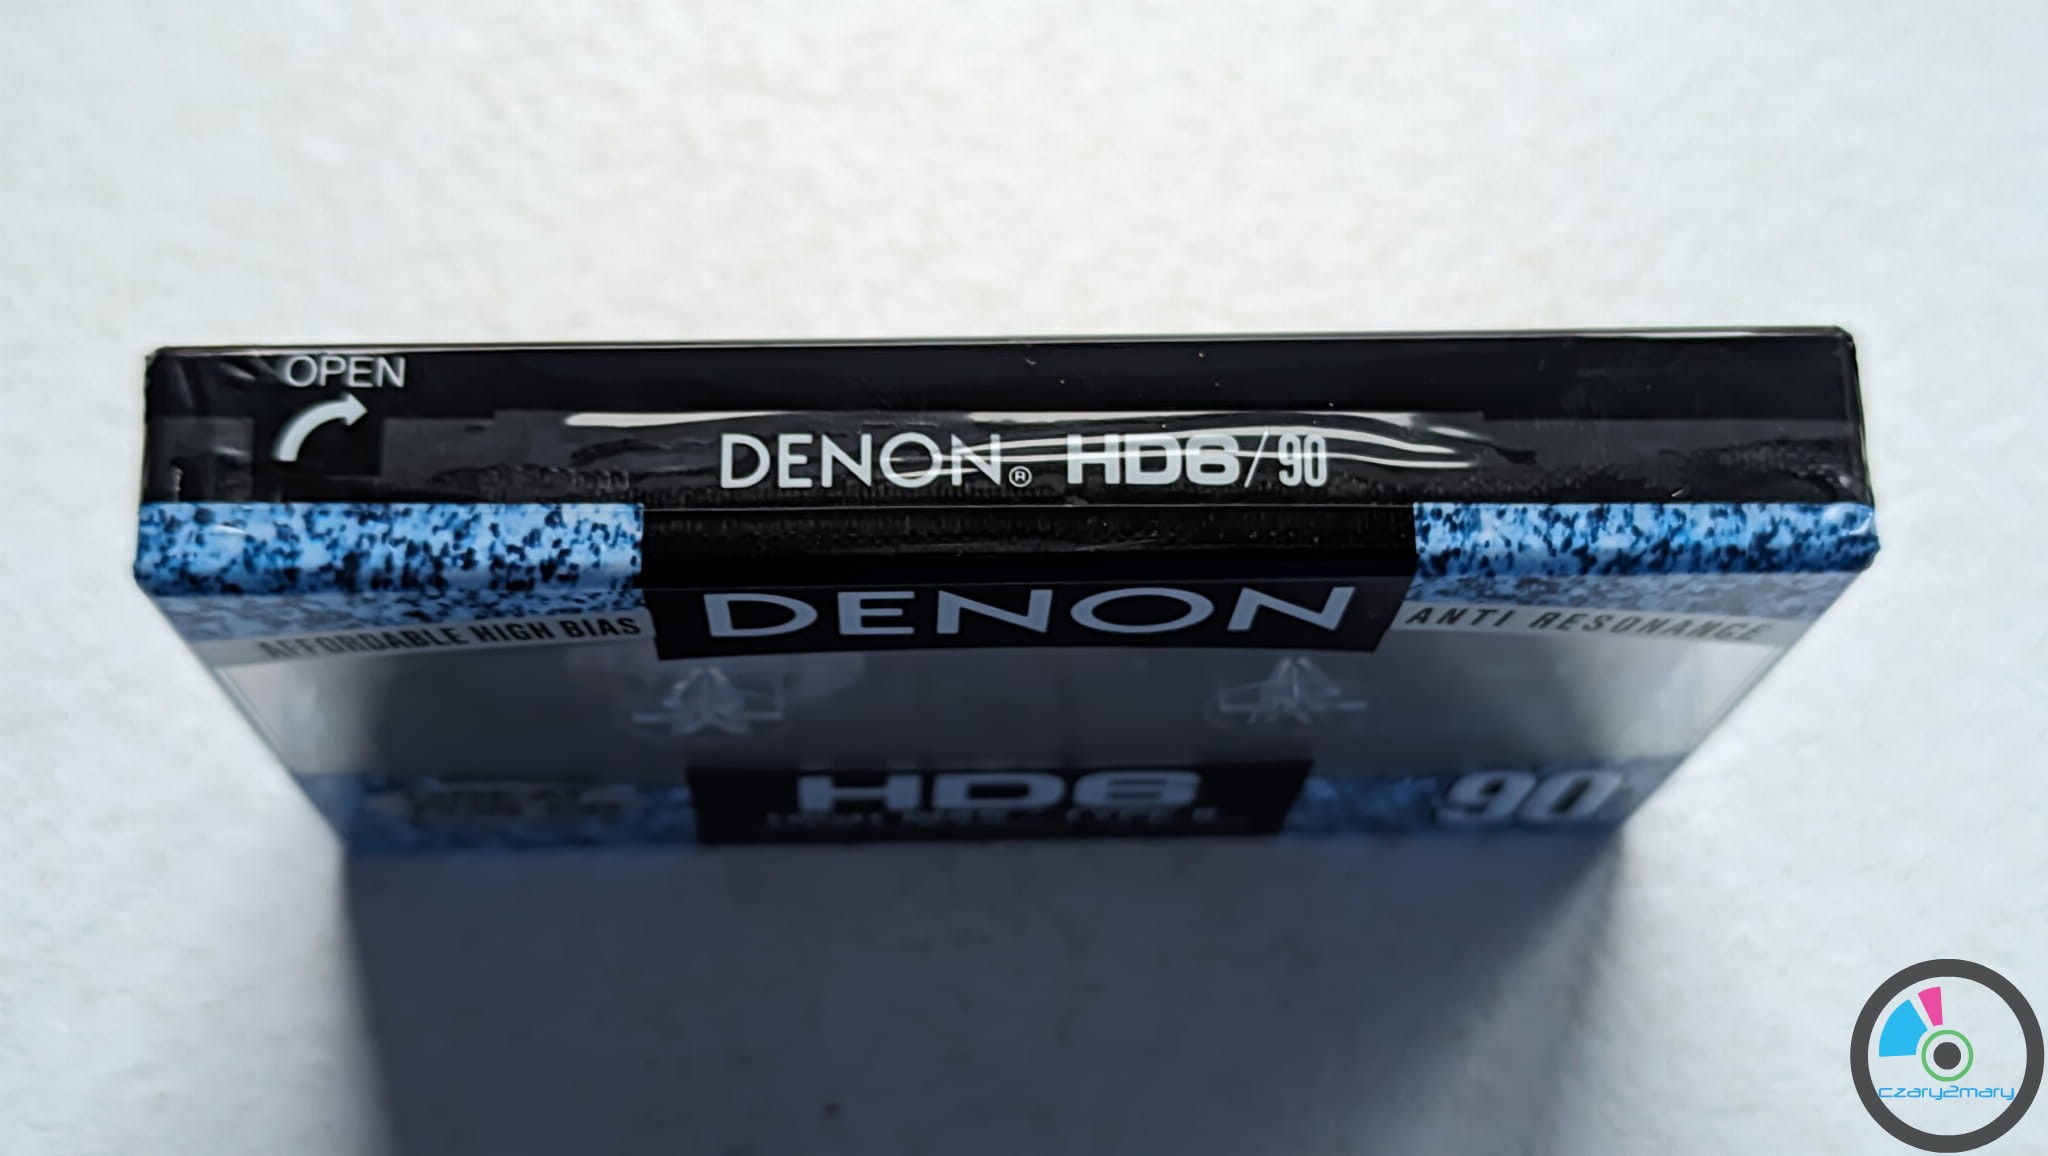 OPEN
DENON® HD6/90
DENON
AFFORDABLE HIGH BIAS
ANTI RESONANCE
HD6
90
czary2mary